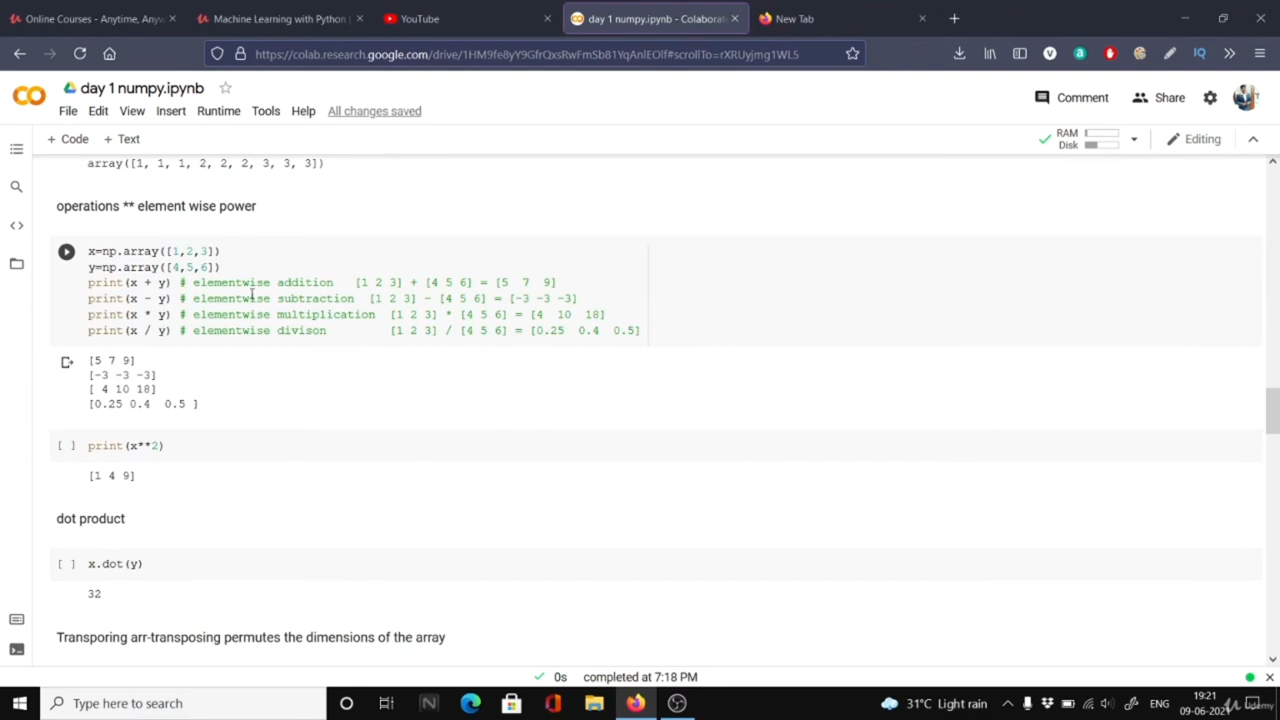 Online Courses - Anytime, Anyw
Machine Learning with Python |
YouTube
day 1 numpy.ipynb - Colaborat
New Tab
https://colab.research.google.com/drive/1HM9fe8yY9GfrQxsRwFmSb81YqAnlEOlf#scrollTo=rXRUyjmg1WL5
day 1 numpy.ipynb
Comment
Share
File Edit View Insert Runtime Tools Help All changes saved
+ Code + Text
RAM
Disk
Editing
array([1, 1, 1, 2, 2, 2, 3, 3, 3])
operations ** element wise power
x=np.array([1,2,3])
y=np.array([4,5,6])
print(x + y) # elementwise addition [1 2 3] + [4 5 6] = [5 7 9]
print(x - y) # elementwise subtraction [1 2 3] - [4 5 6] = [-3 -3 -3]
print(x * y) # elementwise multiplication [1 2 3] * [4 5 6] = [4 10 18]
print(x / y) # elementwise divison [1 2 3] / [4 5 6] = [0.25 0.4 0.5]
[5 7 9]
[-3 -3 -3]
[ 4 10 18]
[0.25 0.4 0.5 ]
[ ] print(x**2)
[1 4 9]
dot product
[ ] x.dot(y)
32
Transporing arr-transposing permutes the dimensions of the array
0s completed at 7:18 PM
Type here to search
31°C Light rain
ENG
19:21
09-06-2021
Udemy